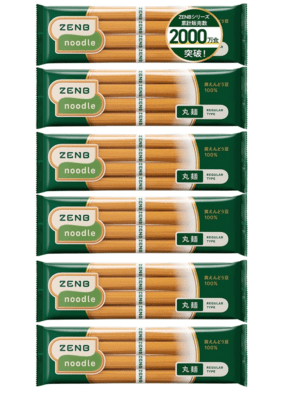 ZENB
noodle
ZENBシリーズ
累計販売数
2000
万食
突破!
ZENB
noodle
黄えんどう豆
100%
丸麺
REGULAR
TYPE
ZENB
noodle
黄えんどう豆
100%
丸麺
REGULAR
TYPE
ZENB
noodle
黄えんどう豆
100%
丸麺
REGULAR
TYPE
ZENB
noodle
黄えんどう豆
100%
丸麺
REGULAR
TYPE
ZENB
noodle
黄えんどう豆
100%
丸麺
REGULAR
TYPE